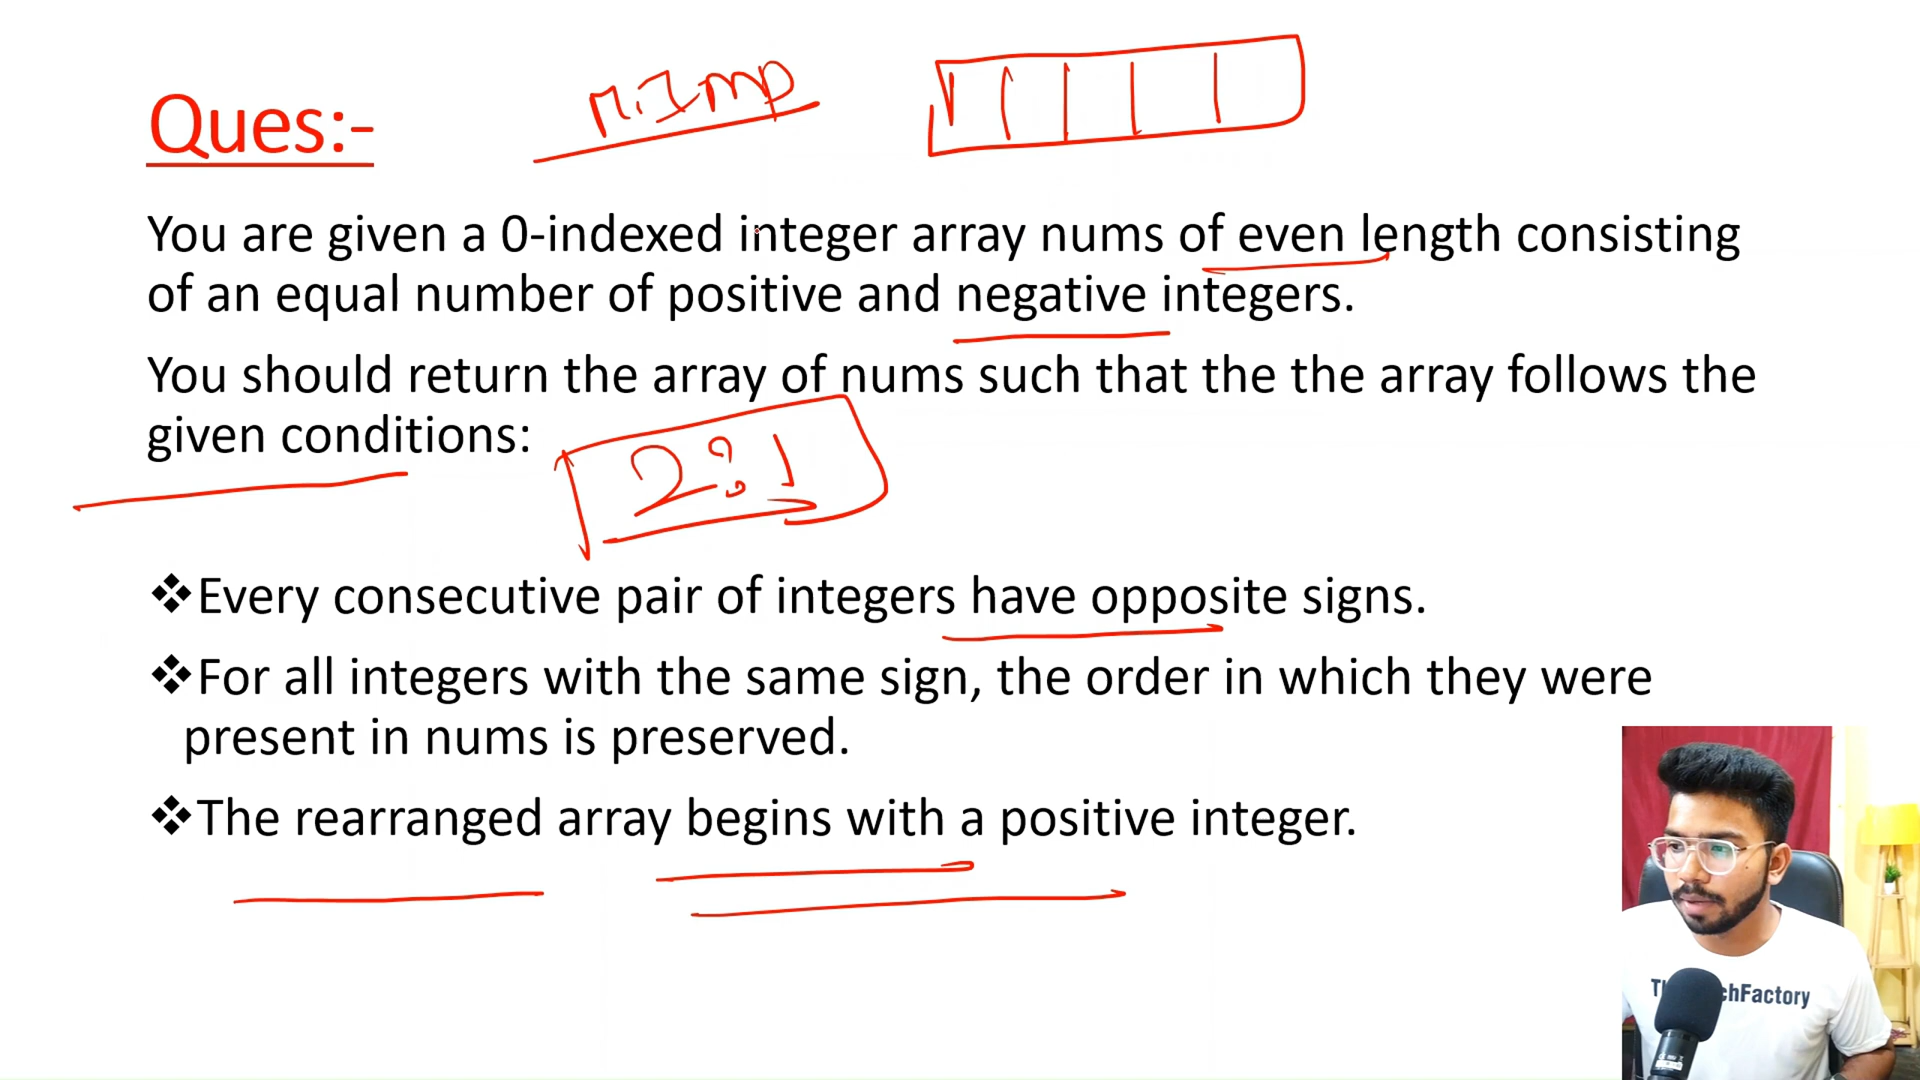 M.Imp
Ques:-
You are given a 0-indexed integer array nums of even length consisting
of an equal number of positive and negative integers.
You should return the array of nums such that the the array follows the
given conditions:
2:1
❖Every consecutive pair of integers have opposite signs.
❖For all integers with the same sign, the order in which they were
present in nums is preserved.
❖The rearranged array begins with a positive integer.
chFactory